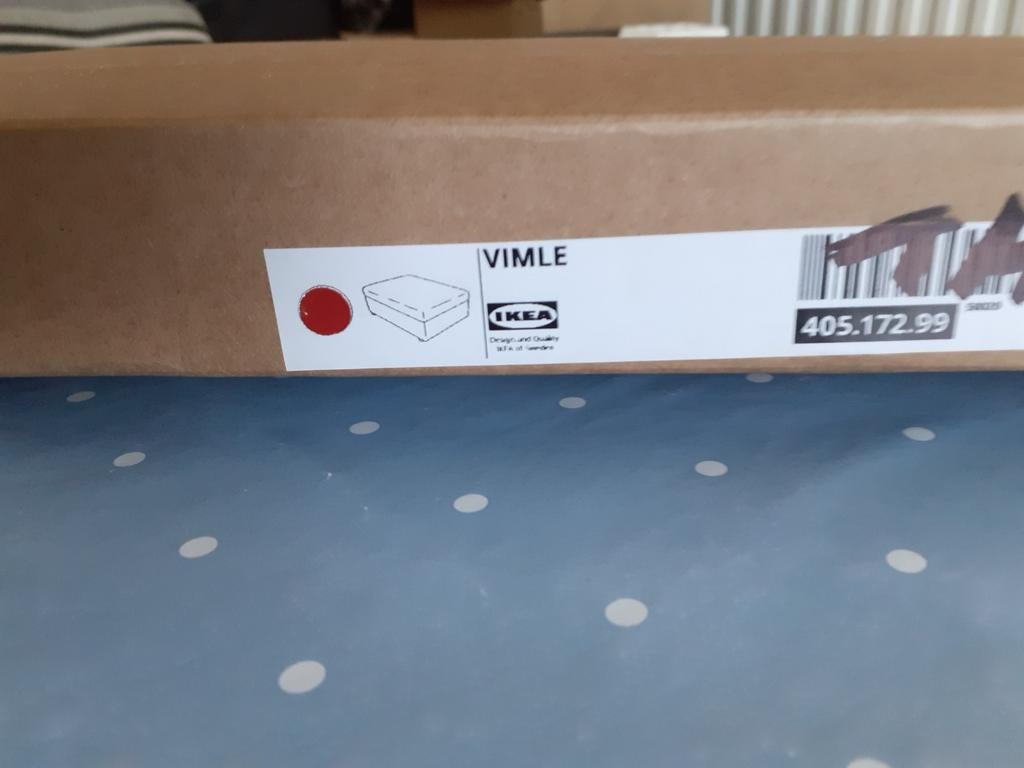 VIMLE
IKEA
Design and Quality
IKEA of Sweden
405.172.99